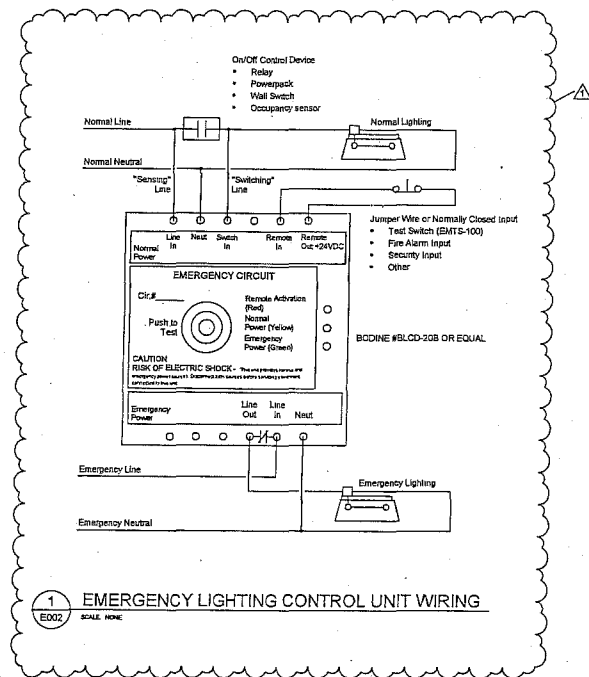 On/Off Control Device
• Relay
• Powerpack
• Wall Switch
• Occupancy sensor
1
Normal Line
Normal Lighting
Normal Neutral
"Sensing"
Line
"Switching"
Line
Line
In
Neut
Switch
In
Remote
In
Remote
Out +24VDC
Normal
Power
Jumper Wire or Normally Closed Input
• Test Switch (EMTS-100)
• Fire Alarm Input
• Security Input
• Other
EMERGENCY CIRCUIT
Cir.#
Push to
Test
Remote Activation
(Red)
Normal
Power (Yellow)
Emergency
Power (Green)
BODINE #BLCD-20B OR EQUAL
CAUTION
RISK OF ELECTRIC SHOCK -
Emergency
Power
Line
Out
Line
In
Neut
Emergency Line
Emergency Lighting
Emergency Neutral
1
E002
EMERGENCY LIGHTING CONTROL UNIT WIRING
SCALE NONE